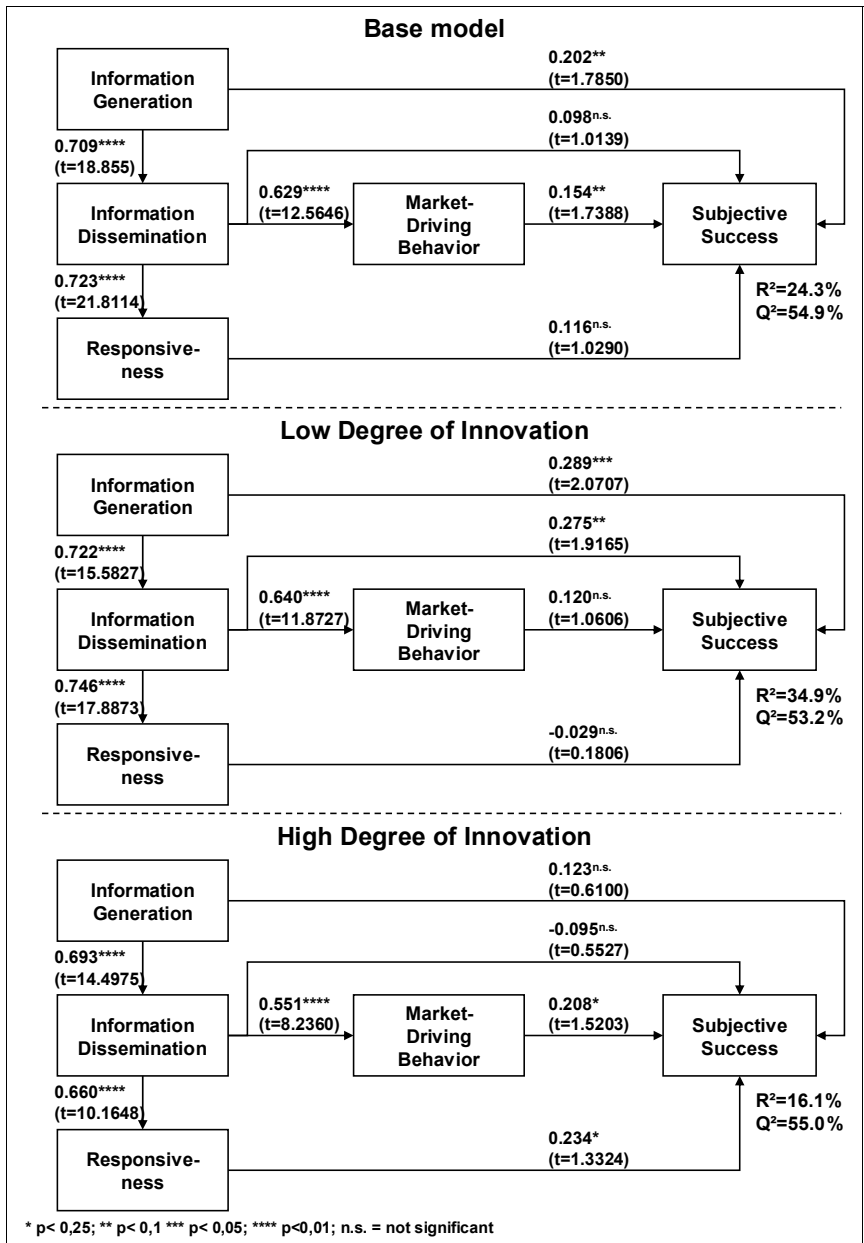 Base model
0.202**
(t=1.7850)
Information
Generation
0.098n.s.
(t=1.0139)
0.709****
(t=18.855)
Information
Dissemination
0.629****
(t=12.5646)
Market-
Driving
Behavior
0.154**
(t=1.7388)
Subjective
Success
0.723****
(t=21.8114)
R²=24.3%
Q²=54.9%
Responsive-
ness
0.116n.s.
(t=1.0290)
Low Degree of Innovation
0.289***
(t=2.0707)
Information
Generation
0.275**
(t=1.9165)
0.722****
(t=15.5827)
Information
Dissemination
0.640****
(t=11.8727)
Market-
Driving
Behavior
0.120n.s.
(t=1.0606)
Subjective
Success
0.746****
(t=17.8873)
R²=34.9%
Q²=53.2%
Responsive-
ness
-0.029n.s.
(t=0.1806)
High Degree of Innovation
0.123n.s.
(t=0.6100)
Information
Generation
-0.095n.s.
(t=0.5527)
0.693****
(t=14.4975)
Information
Dissemination
0.551****
(t=8.2360)
Market-
Driving
Behavior
0.208*
(t=1.5203)
Subjective
Success
0.660****
(t=10.1648)
R²=16.1%
Q²=55.0%
Responsive-
ness
0.234*
(t=1.3324)
* p< 0,25; ** p< 0,1 *** p< 0,05; **** p<0,01; n.s. = not significant